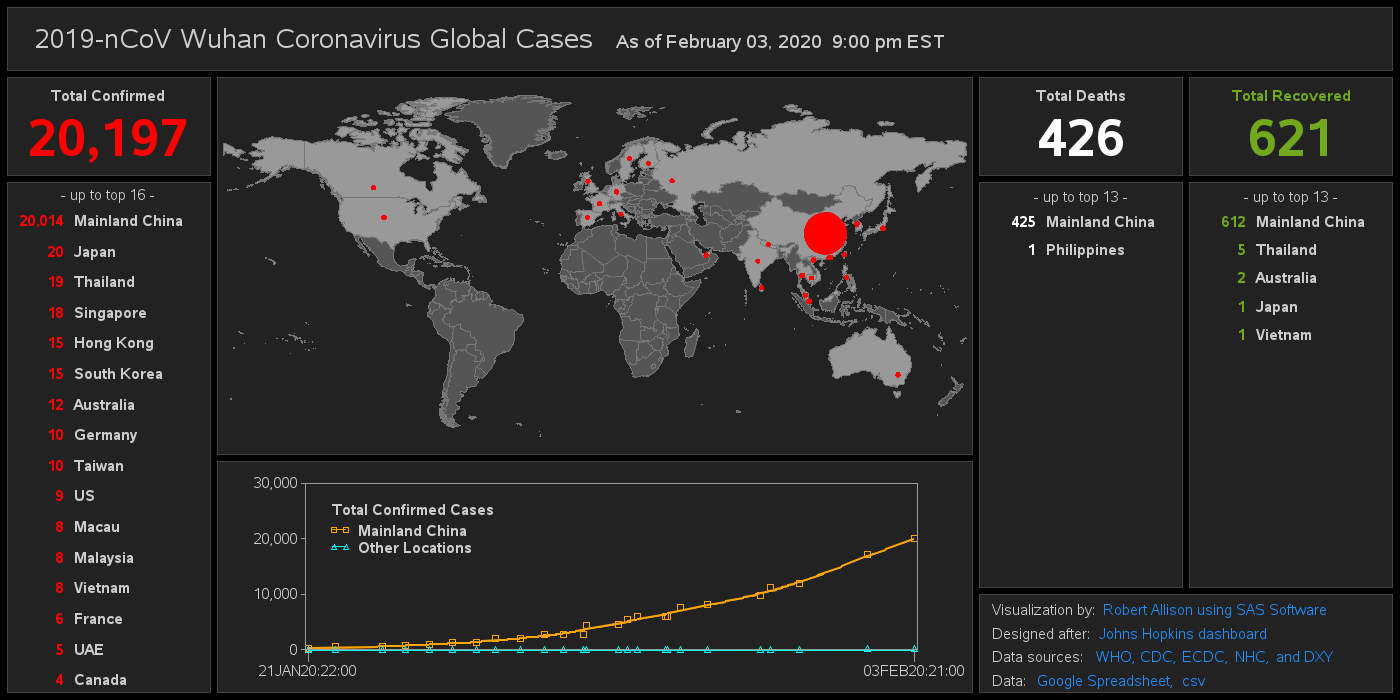 2019-nCoV Wuhan Coronavirus Global Cases As of February 03, 2020 9:00 pm EST
Total Confirmed
20,197
- up to top 16 -
20,014 Mainland China
20 Japan
19 Thailand
18 Singapore
15 Hong Kong
15 South Korea
12 Australia
10 Germany
10 Taiwan
9 US
8 Macau
8 Malaysia
8 Vietnam
6 France
5 UAE
4 Canada
30,000
20,000
10,000
0
Total Confirmed Cases
Mainland China
Other Locations
21JAN20:22:00
03FEB20:21:00
Total Deaths
426
- up to top 13 -
425 Mainland China
1 Philippines
Total Recovered
621
- up to top 13 -
612 Mainland China
5 Thailand
2 Australia
1 Japan
1 Vietnam
Visualization by: Robert Allison using SAS Software
Designed after: Johns Hopkins dashboard
Data sources: WHO, CDC, ECDC, NHC, and DXY
Data: Google Spreadsheet, csv